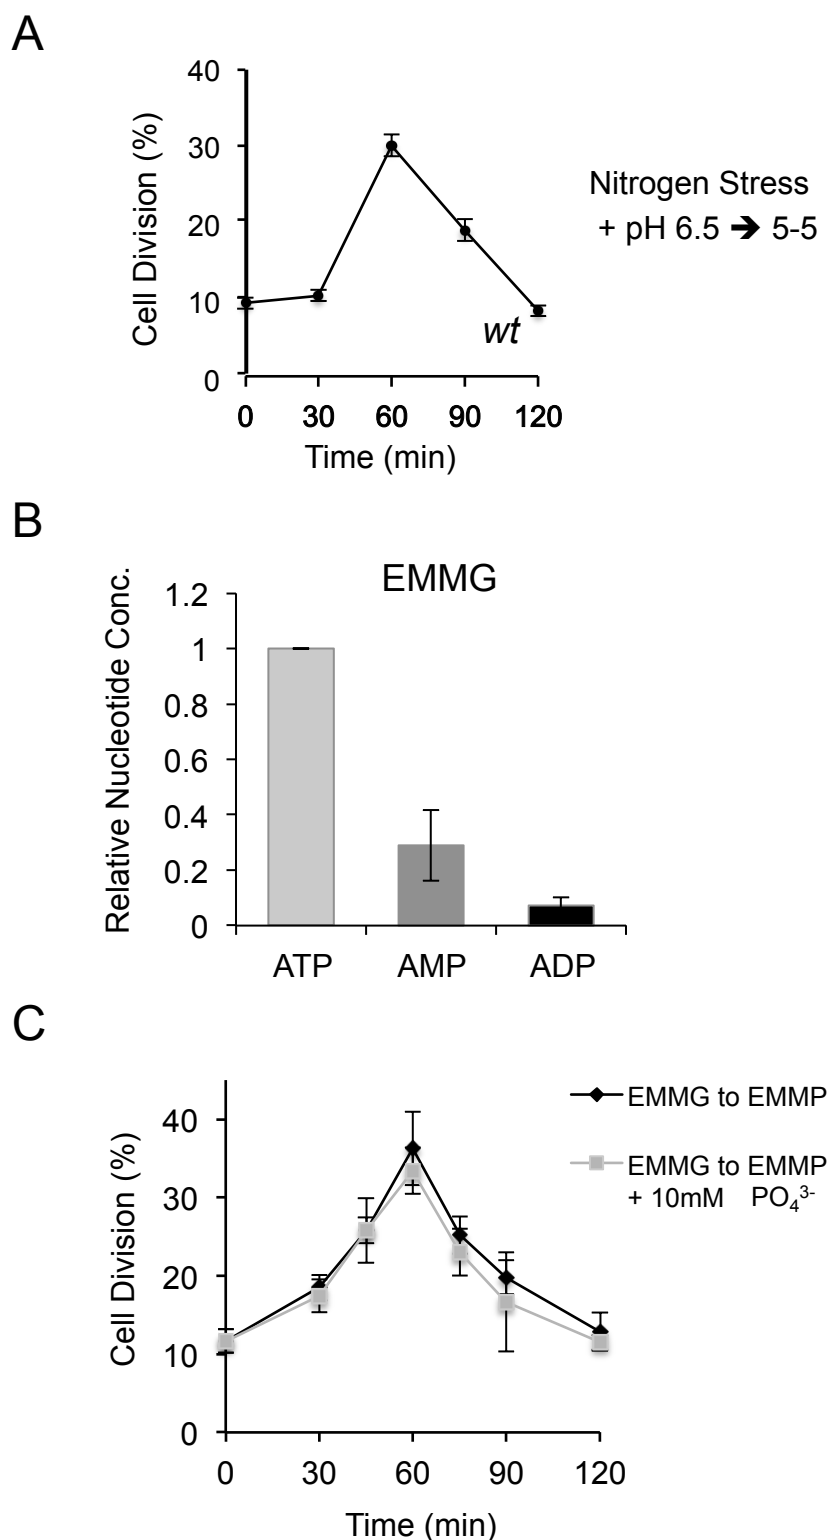 A
40
30
20
10
0
Cell Division (%)
wt
0 30 60 90 120
Time (min)
Nitrogen Stress
+ pH 6.5 ➔ 5-5
B
EMMG
Relative Nucleotide Conc.
1.2
1
0.8
0.6
0.4
0.2
0
ATP AMP ADP
C
Cell Division (%)
40
30
20
10
0
0 30 60 90 120
Time (min)
EMMG to EMMP
EMMG to EMMP
+ 10mM PO₄³⁻